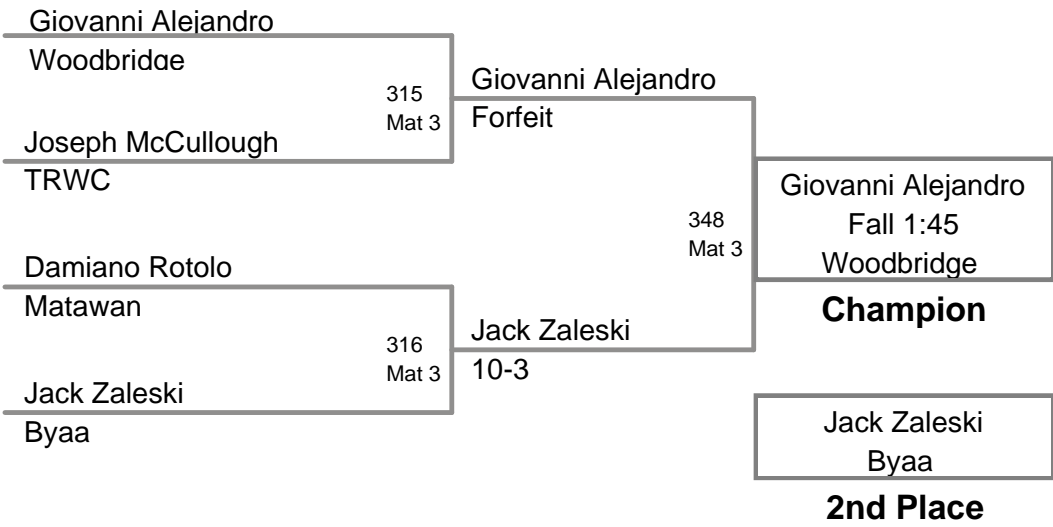 Giovanni Alejandro
Woodbridge
315
Mat 3
Joseph McCullough
TRWC
Giovanni Alejandro
Forfeit
Damiano Rotolo
Matawan
316
Mat 3
Jack Zaleski
Byaa
Jack Zaleski
10-3
348
Mat 3
Giovanni Alejandro
Fall 1:45
Woodbridge
Champion
Jack Zaleski
Byaa
2nd Place